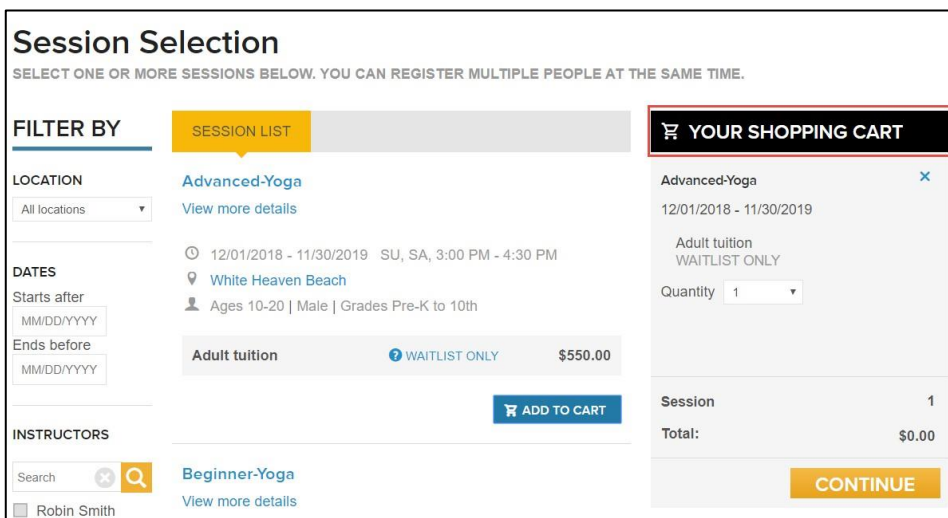 Session Selection
SELECT ONE OR MORE SESSIONS BELOW. YOU CAN REGISTER MULTIPLE PEOPLE AT THE SAME TIME.
FILTER BY
LOCATION
All locations
DATES
Starts after
MM/DD/YYYY
Ends before
MM/DD/YYYY
INSTRUCTORS
Search
Robin Smith
SESSION LIST
Advanced-Yoga
View more details
12/01/2018 - 11/30/2019 SU, SA, 3:00 PM - 4:30 PM
White Heaven Beach
Ages 10-20 | Male | Grades Pre-K to 10th
Adult tuition ? WAITLIST ONLY $550.00
ADD TO CART
Beginner-Yoga
View more details
YOUR SHOPPING CART
Advanced-Yoga
12/01/2018 - 11/30/2019
Adult tuition
WAITLIST ONLY
Quantity 1
Session 1
Total: $0.00
CONTINUE